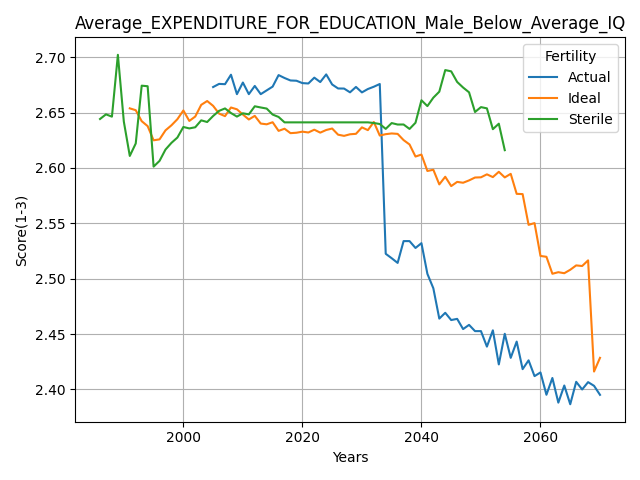 Average_EXPENDITURE_FOR_EDUCATION_Male_Below_Average_IQ
Fertility
Actual
Ideal
Sterile
Score(1-3)
2.70
2.65
2.60
2.55
2.50
2.45
2.40
2000
2020
2040
2060
Years